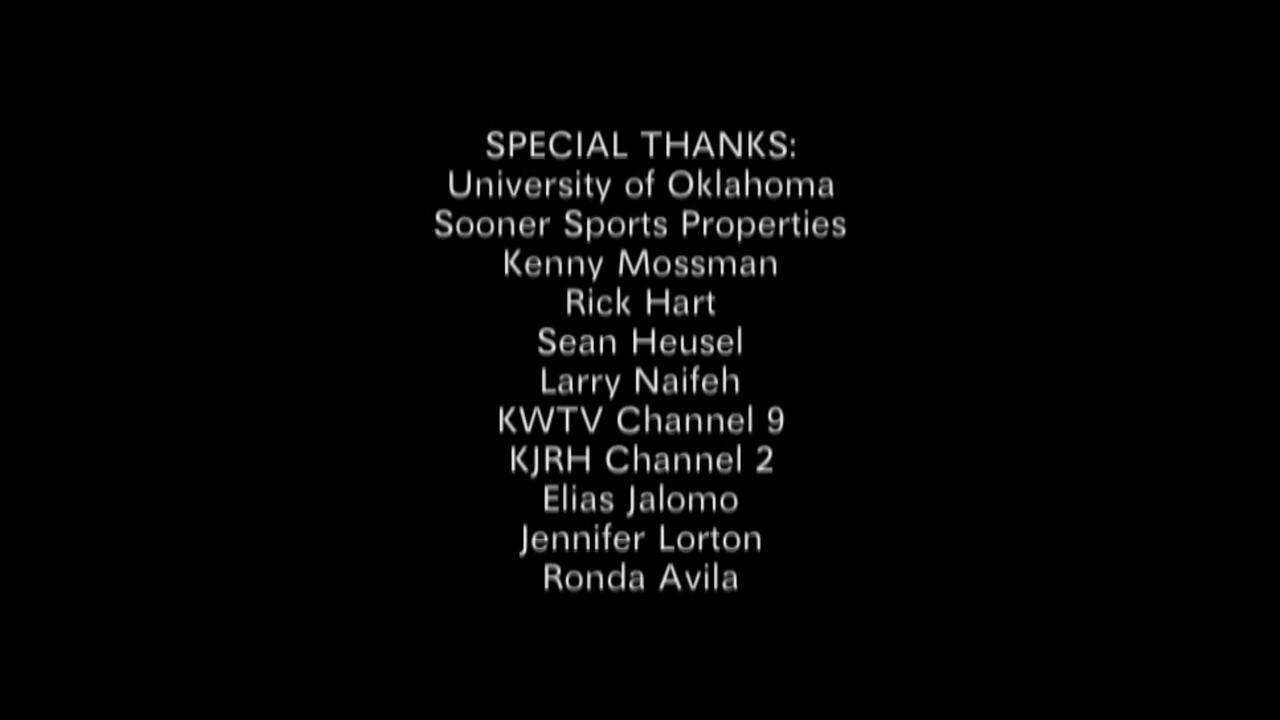 SPECIAL THANKS:
University of Oklahoma
Sooner Sports Properties
Kenny Mossman
Rick Hart
Sean Heusel
Larry Naifeh
KWTV Channel 9
KJRH Channel 2
Elias Jalomo
Jennifer Lorton
Ronda Avila